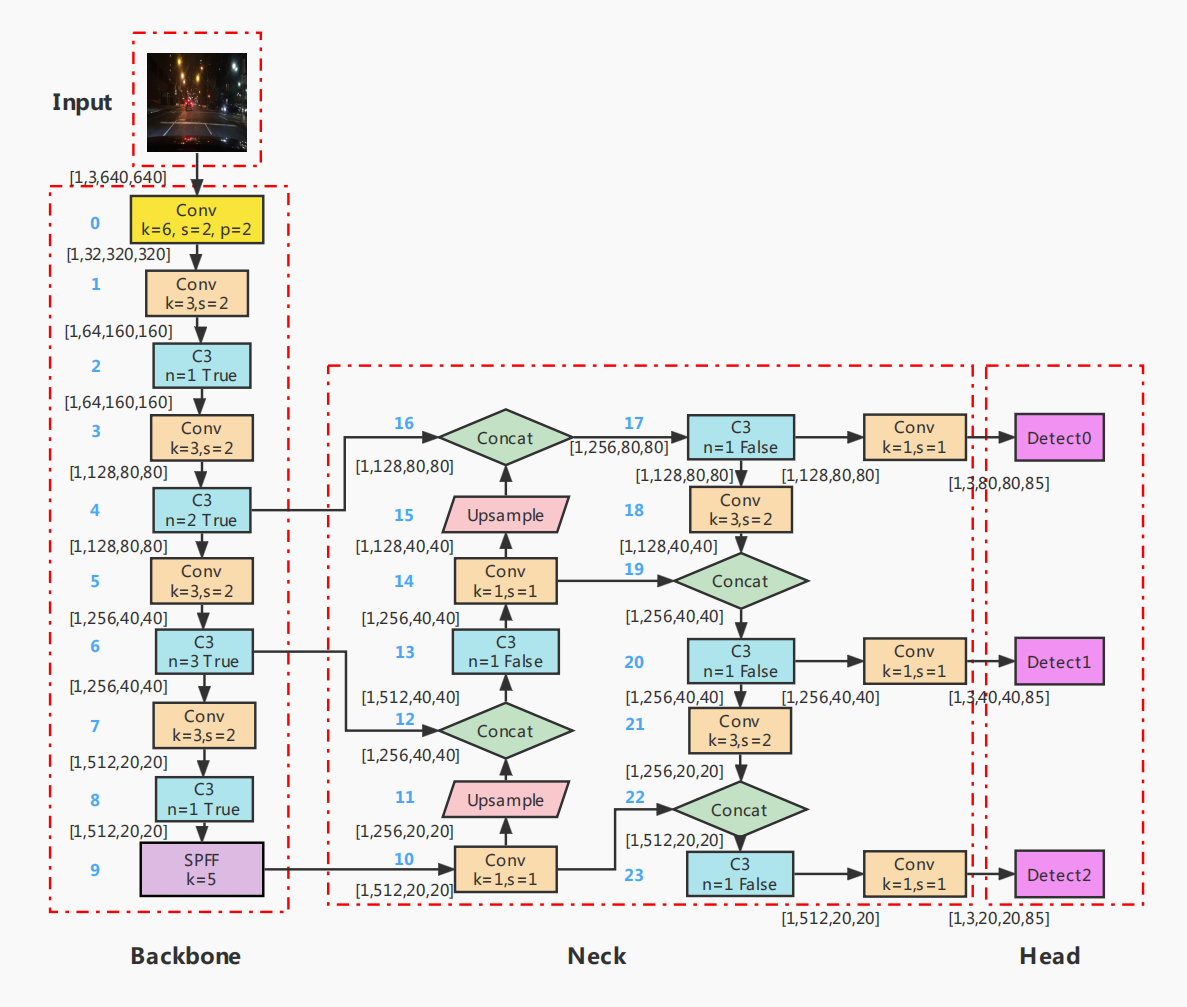 Input
[1,3,640,640]
0
Conv
k=6, s=2, p=2
[1,32,320,320]
1
Conv
k=3,s=2
[1,64,160,160]
2
C3
n=1 True
[1,64,160,160]
3
Conv
k=3,s=2
[1,128,80,80]
4
C3
n=2 True
[1,128,80,80]
5
Conv
k=3,s=2
[1,256,40,40]
6
C3
n=3 True
[1,256,40,40]
7
Conv
k=3,s=2
[1,512,20,20]
8
C3
n=1 True
[1,512,20,20]
9
SPFF
k=5
Backbone
16
Concat
[1,128,80,80]
15
Upsample
[1,128,40,40]
14
Conv
k=1,s=1
[1,256,40,40]
13
C3
n=1 False
[1,512,40,40]
12
Concat
[1,256,40,40]
11
Upsample
[1,256,20,20]
10
Conv
k=1,s=1
[1,512,20,20]
17
[1,256,80,80]
C3
n=1 False
[1,128,80,80]
[1,128,80,80]
Conv
k=1,s=1
18
Conv
k=3,s=2
[1,128,40,40]
19
Concat
[1,256,40,40]
20
C3
n=1 False
[1,256,40,40]
[1,256,40,40]
Conv
k=1,s=1
21
Conv
k=3,s=2
[1,256,20,20]
22
Concat
[1,512,20,20]
23
C3
n=1 False
Conv
k=1,s=1
[1,512,20,20]
Neck
Detect0
[1,3,80,80,85]
Detect1
[1,3,40,40,85]
Detect2
[1,3,20,20,85]
Head